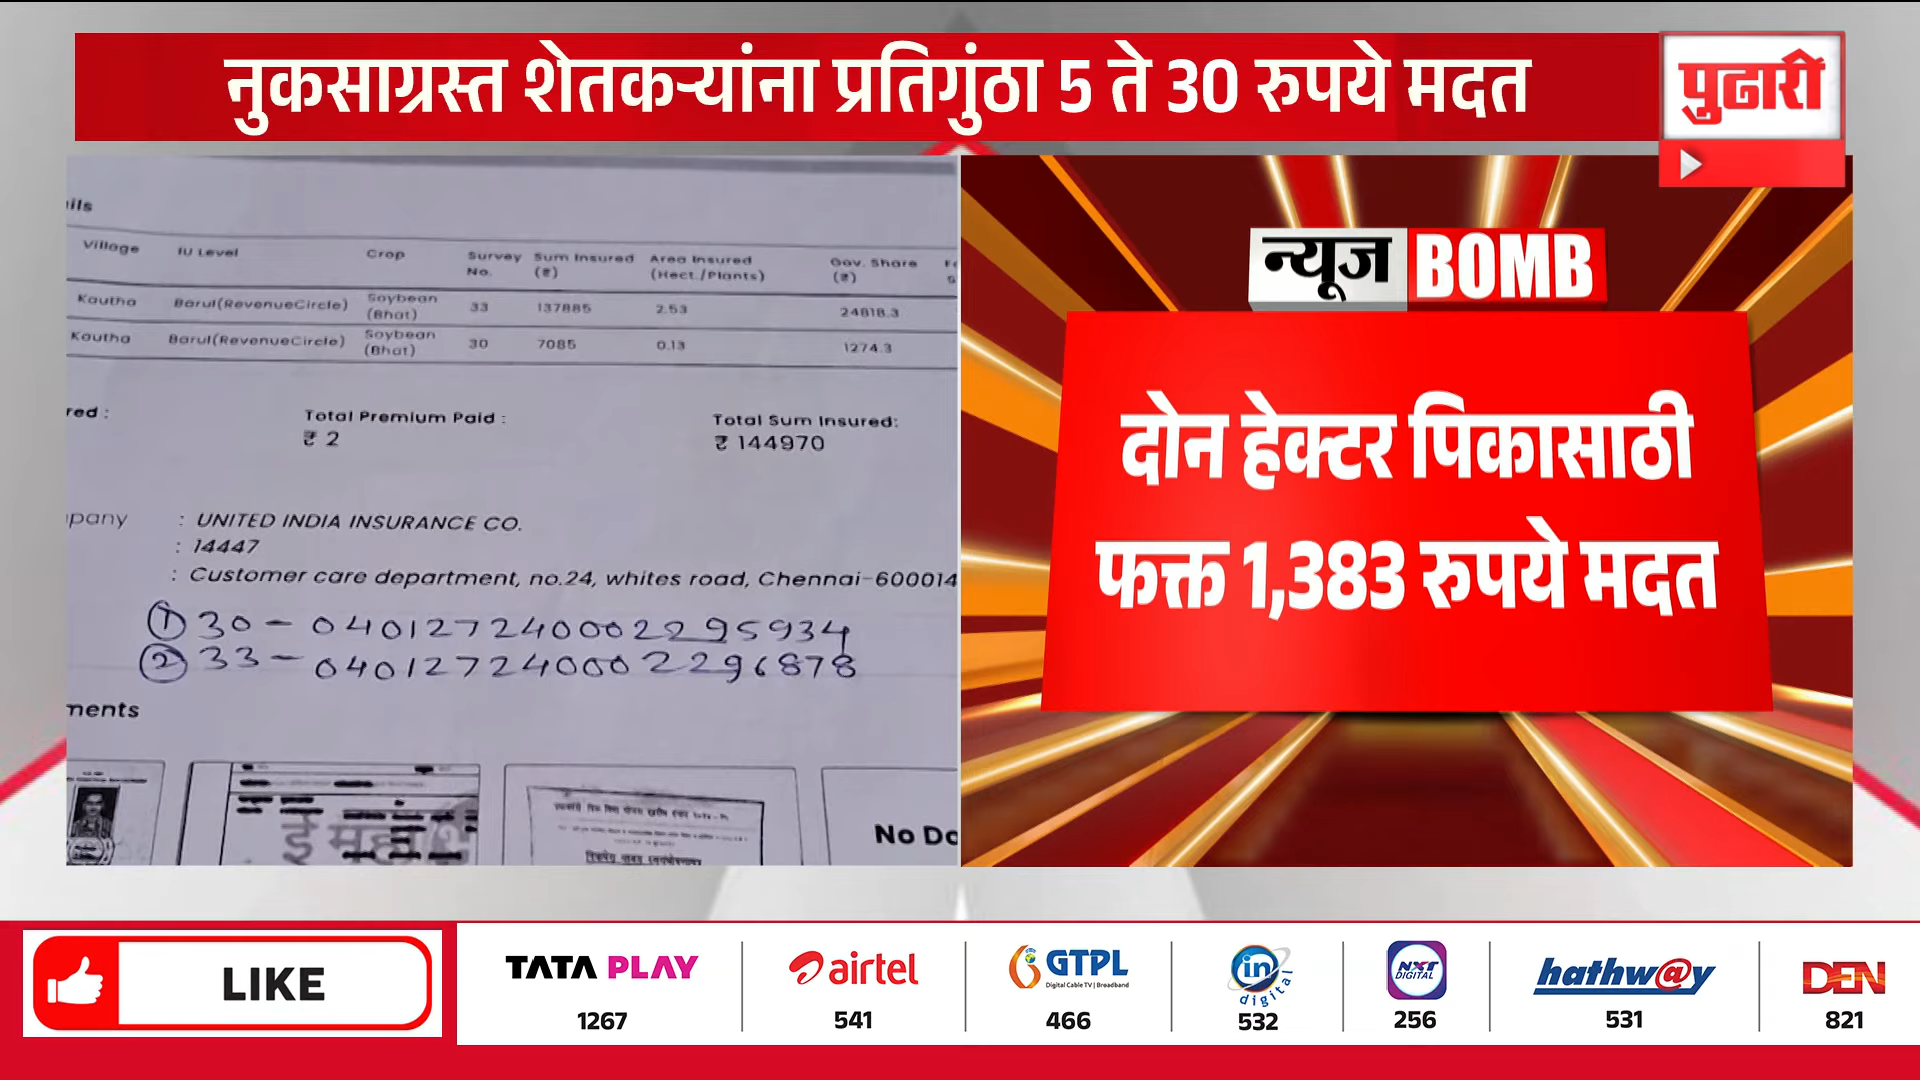 नुकसाग्रस्त शेतकऱ्यांना प्रतिगुंठा 5 ते 30 रुपये मदत
पुढारी
ils
Village IU Level Crop Survey No. Sum Insured (₹) Area Insured (Hect./Plants) Gov. Share (₹)
Kautha Barul(RevenueCircle) Soybean (Bhat) 33 137885 2.53 24818.3
Kautha Barul(RevenueCircle) Soybean (Bhat) 30 7085 0.13 1274.3
red : Total Premium Paid : Total Sum Insured:
₹ 2 ₹ 144970
pany : UNITED INDIA INSURANCE CO.
: 14447
: Customer care department, no.24, whites road, Chennai-600014
① 30 - 040127240002295934
② 33 - 040127240002296878
ments
ई महा
No Do
न्यूज BOMB
दोन हेक्टर पिकासाठी
फक्त 1,383 रुपये मदत
LIKE
TATA PLAY airtel GTPL in digital NXT DIGITAL hathw@y DEN
Digital Cable TV | Broadband
1267 541 466 532 256 531 821